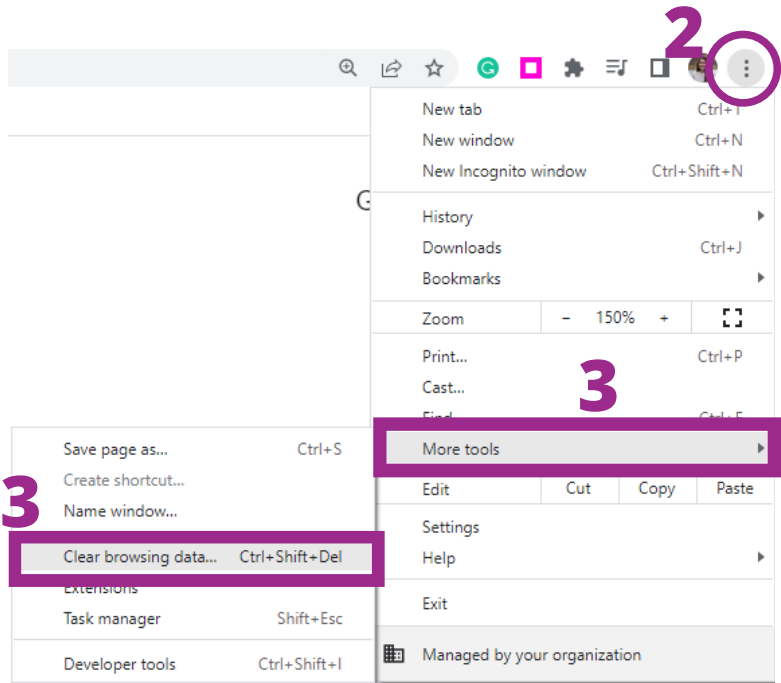 2
New tab Ctrl+T
New window Ctrl+N
New Incognito window Ctrl+Shift+N
G
History
Downloads Ctrl+J
Bookmarks
Zoom - 150% +
Print... Ctrl+P
Cast...
3
Find... Ctrl+F
More tools
Edit Cut Copy Paste
Settings
Help
Exit
Managed by your organization
Save page as... Ctrl+S
Create shortcut...
3
Name window...
Clear browsing data... Ctrl+Shift+Del
Extensions
Task manager Shift+Esc
Developer tools Ctrl+Shift+I